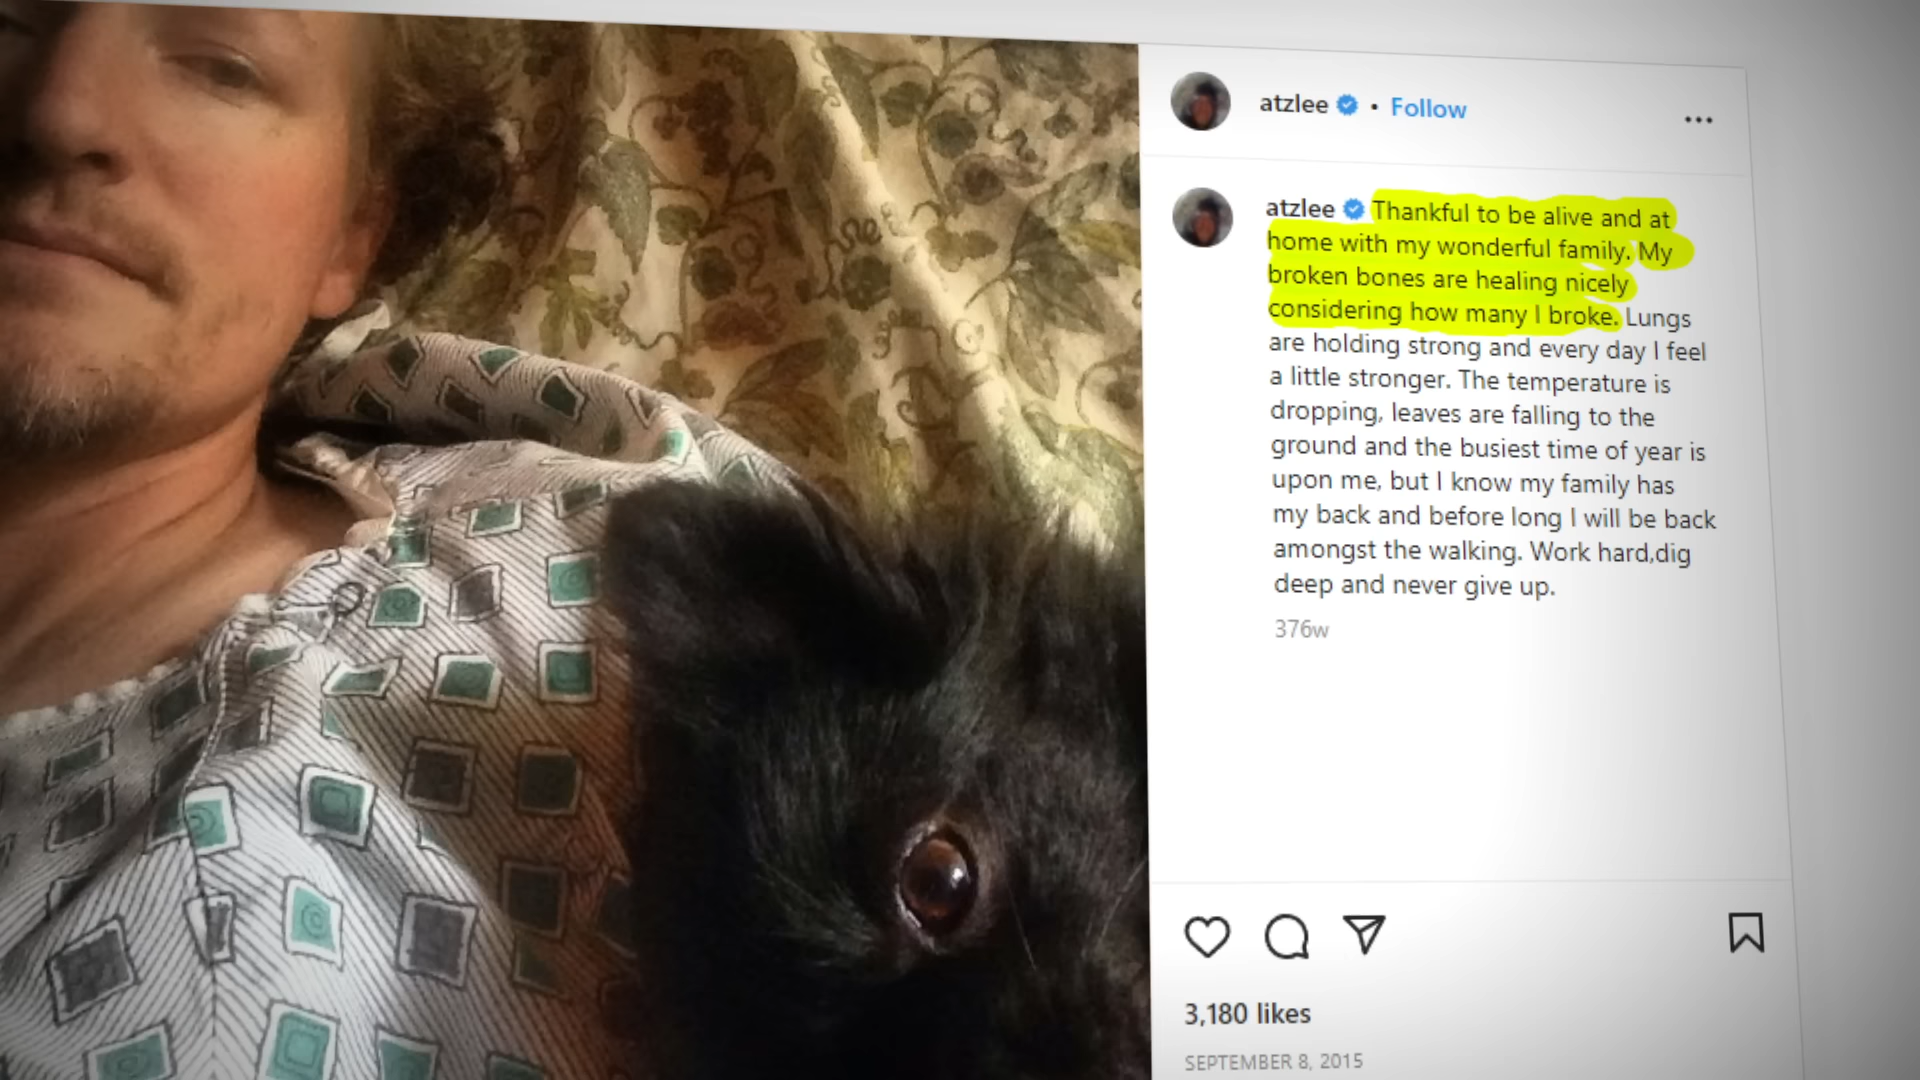 atzlee • Follow
atzlee Thankful to be alive and at
home with my wonderful family. My
broken bones are healing nicely
considering how many I broke. Lungs
are holding strong and every day I feel
a little stronger. The temperature is
dropping, leaves are falling to the
ground and the busiest time of year is
upon me, but I know my family has
my back and before long I will be back
amongst the walking. Work hard,dig
deep and never give up.
376w
3,180 likes
SEPTEMBER 8, 2015